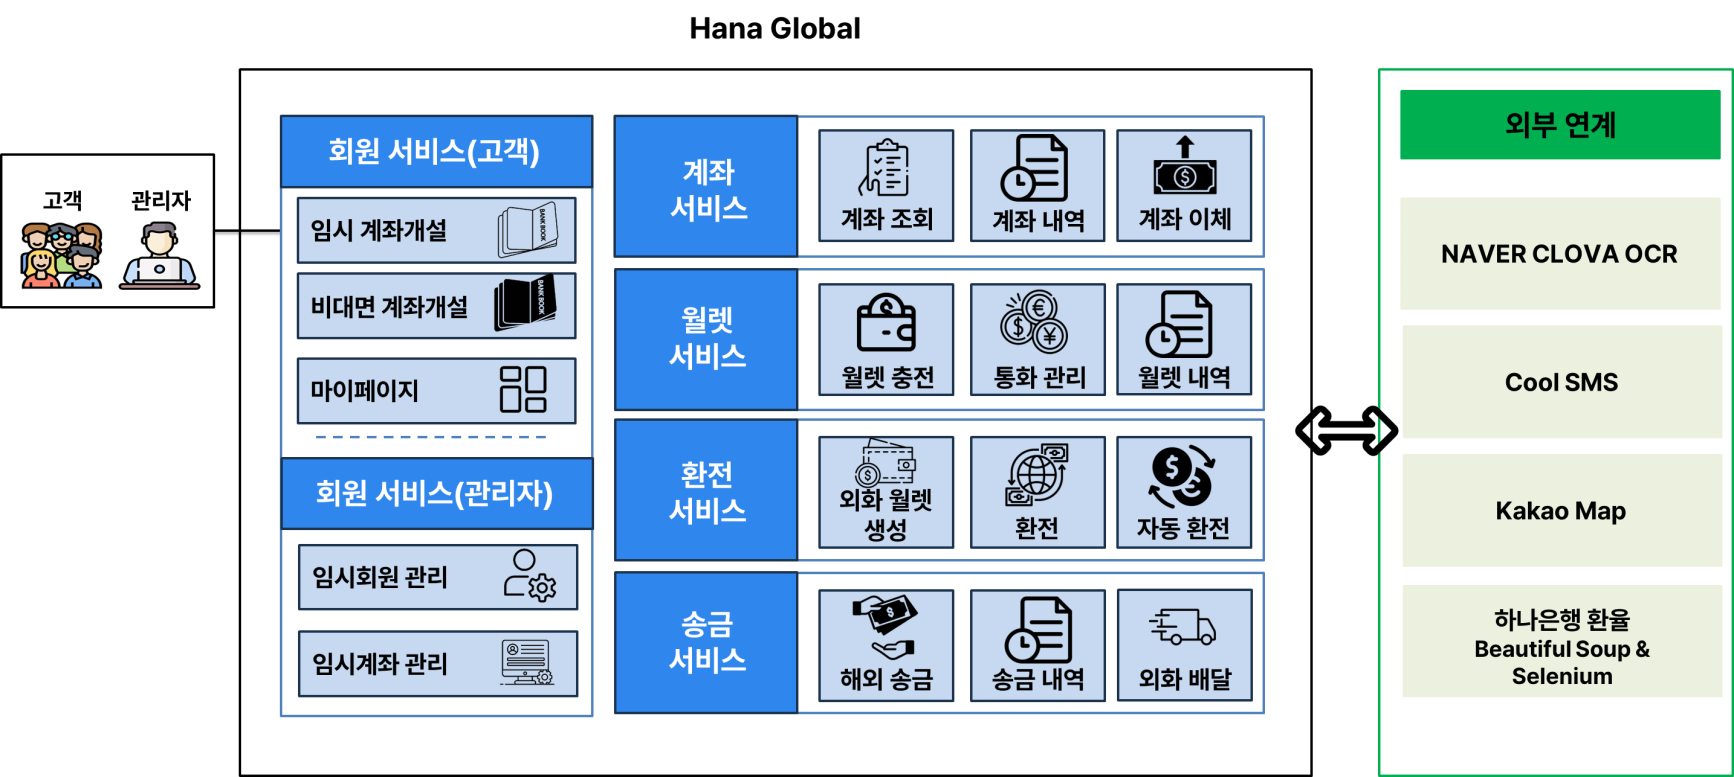 Hana Global
고객
관리자
회원 서비스(고객)
임시 계좌개설
BANK BOOK
비대면 계좌개설
BANK BOOK
마이페이지
회원 서비스(관리자)
임시회원 관리
임시계좌 관리
계좌
서비스
계좌 조회
계좌 내역
계좌 이체
월렛
서비스
월렛 충전
통화 관리
월렛 내역
환전
서비스
외화 월렛
생성
환전
자동 환전
송금
서비스
해외 송금
송금 내역
외화 배달
외부 연계
NAVER CLOVA OCR
Cool SMS
Kakao Map
하나은행 환율
Beautiful Soup &
Selenium